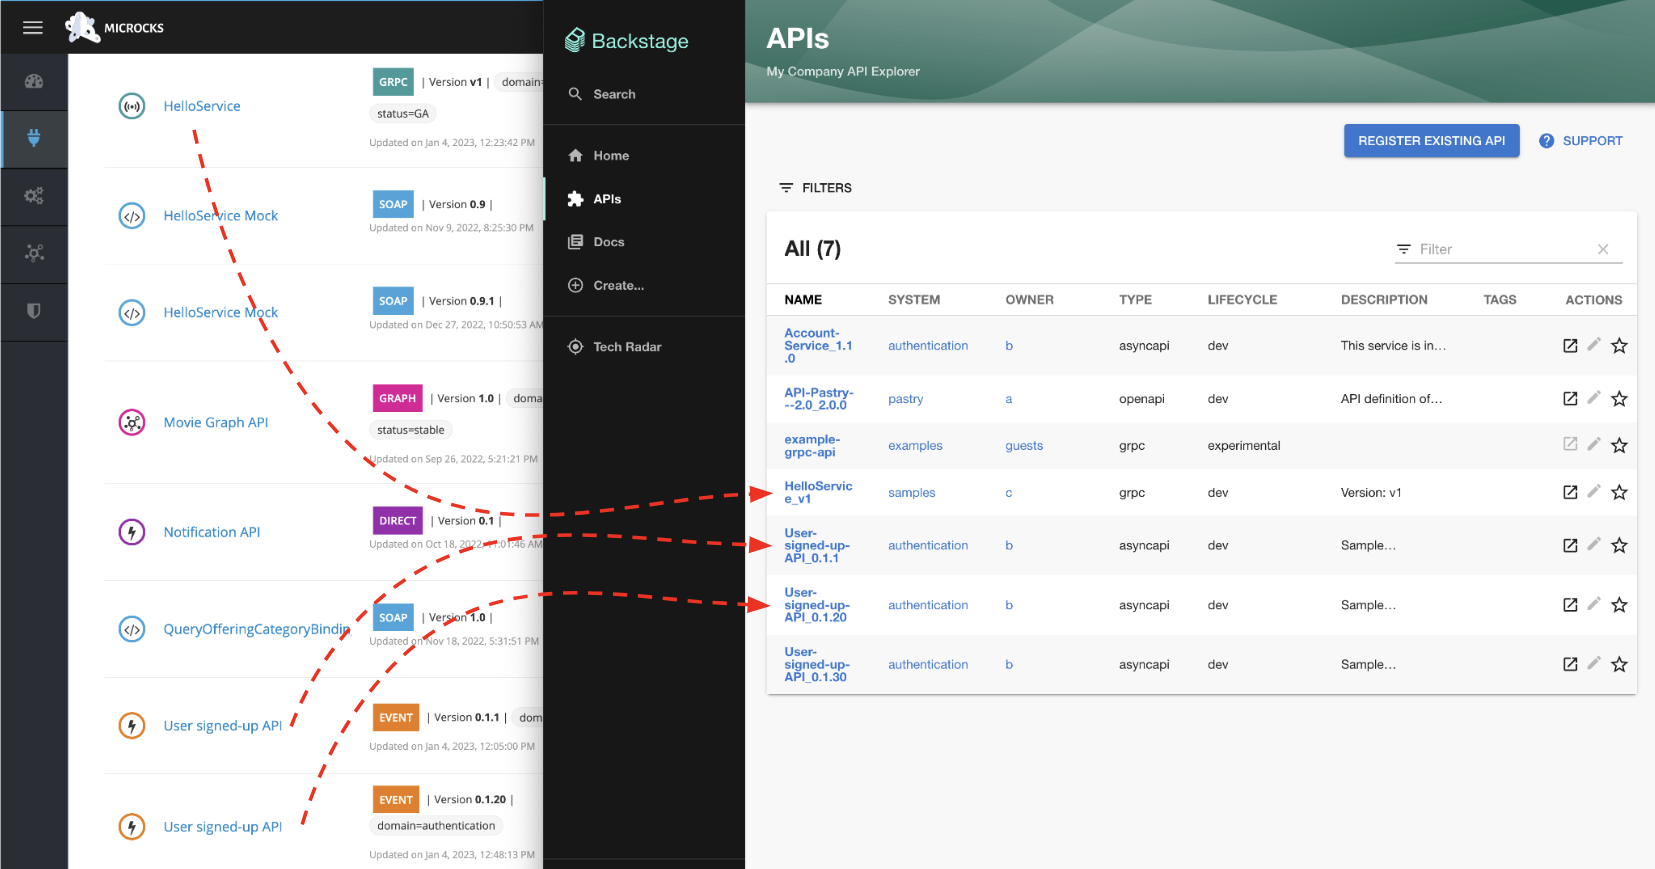 MICROCKS
HelloService
GRPC | Version v1 | domain=
status=GA
Updated on Jan 4, 2023, 12:23:42 PM
HelloService Mock
SOAP | Version 0.9 |
Updated on Nov 9, 2022, 8:25:30 PM
HelloService Mock
SOAP | Version 0.9.1 |
Updated on Dec 27, 2022, 10:50:53 AM
Movie Graph API
GRAPH | Version 1.0 | doma
status=stable
Updated on Sep 26, 2022, 5:21:21 PM
Notification API
DIRECT | Version 0.1 |
Updated on Oct 18, 2022, 11:01:46 AM
QueryOfferingCategoryBindin
SOAP | Version 1.0 |
Updated on Nov 18, 2022, 5:31:51 PM
User signed-up API
EVENT | Version 0.1.1 | dom
Updated on Jan 4, 2023, 12:05:00 PM
User signed-up API
EVENT | Version 0.1.20 |
domain=authentication
Updated on Jan 4, 2023, 12:48:13 PM
Backstage
Search
Home
APIs
Docs
Create...
Tech Radar
APIs
My Company API Explorer
REGISTER EXISTING API
SUPPORT
FILTERS
All (7)
Filter
NAME SYSTEM OWNER TYPE LIFECYCLE DESCRIPTION TAGS ACTIONS
Account-
Service_1.1
.0
authentication b asyncapi dev This service is in…
API-Pastry-
--2.0_2.0.0
pastry a openapi dev API definition of…
example-
grpc-api
examples guests grpc experimental
HelloServic
e_v1
samples c grpc dev Version: v1
User-
signed-up-
API_0.1.1
authentication b asyncapi dev Sample…
User-
signed-up-
API_0.1.20
authentication b asyncapi dev Sample…
User-
signed-up-
API_0.1.30
authentication b asyncapi dev Sample…